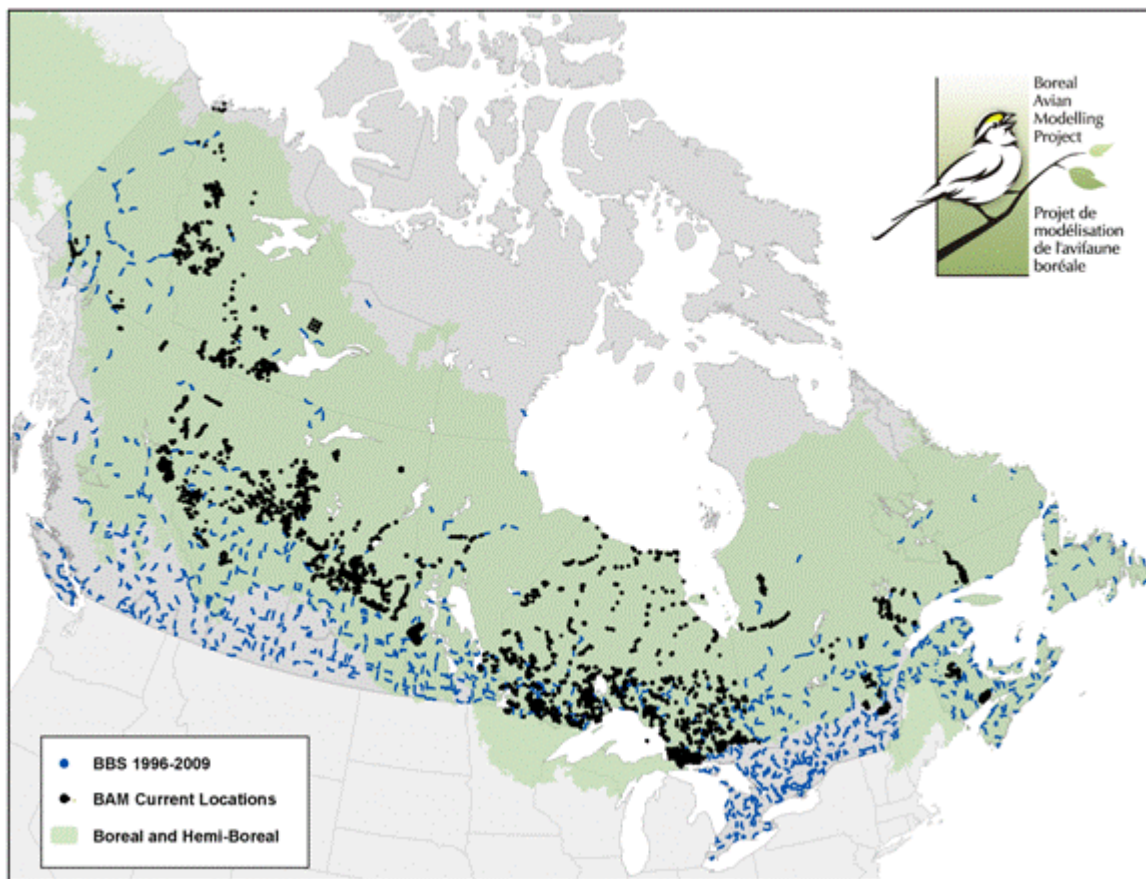 Boreal
Avian
Modelling
Project
Projet de
modélisation
de l'avifaune
boréale
BBS 1996-2009
BAM Current Locations
Boreal and Hemi-Boreal